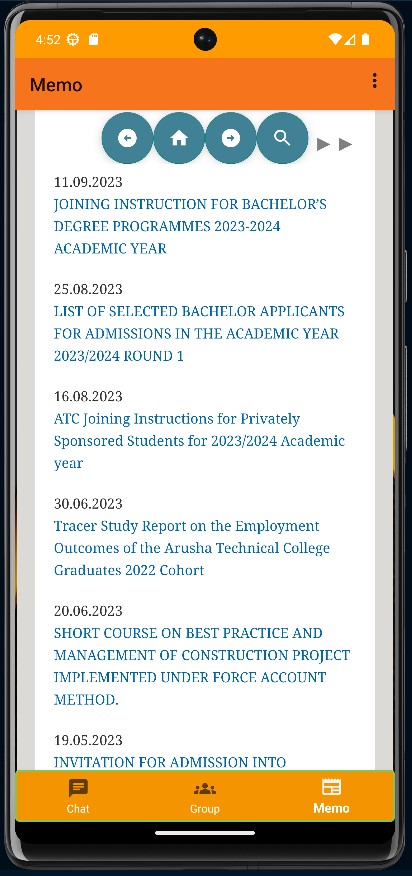 4:52
Memo
11.09.2023
JOINING INSTRUCTION FOR BACHELOR’S
DEGREE PROGRAMMES 2023-2024
ACADEMIC YEAR
25.08.2023
LIST OF SELECTED BACHELOR APPLICANTS
FOR ADMISSIONS IN THE ACADEMIC YEAR
2023/2024 ROUND 1
16.08.2023
ATC Joining Instructions for Privately
Sponsored Students for 2023/2024 Academic
year
30.06.2023
Tracer Study Report on the Employment
Outcomes of the Arusha Technical College
Graduates 2022 Cohort
20.06.2023
SHORT COURSE ON BEST PRACTICE AND
MANAGEMENT OF CONSTRUCTION PROJECT
IMPLEMENTED UNDER FORCE ACCOUNT
METHOD.
19.05.2023
INVITATION FOR ADMISSION INTO
Chat
Group
Memo